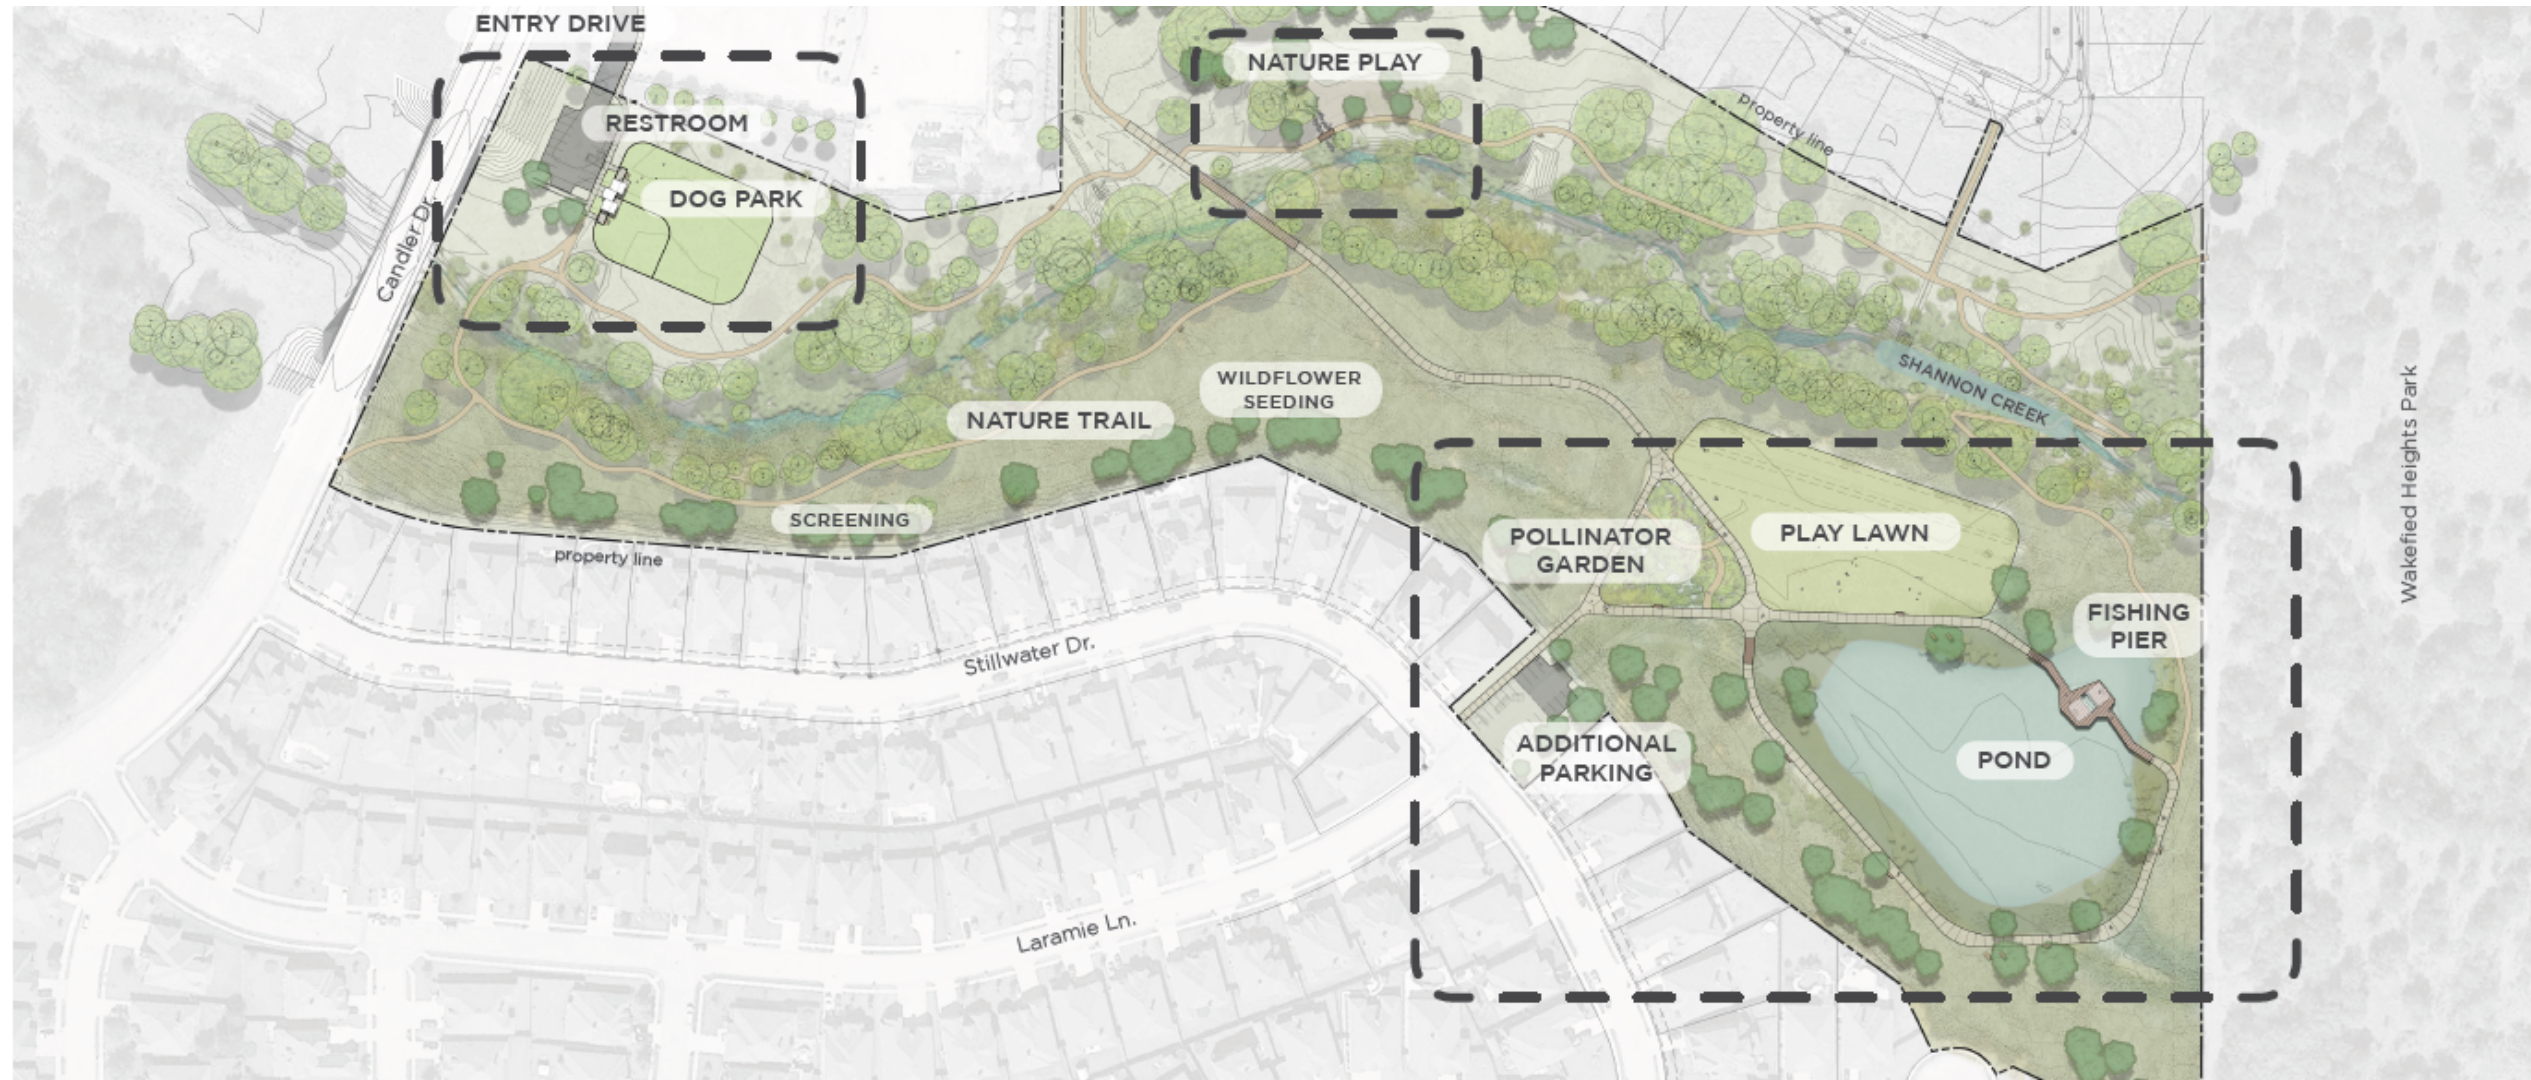 ENTRY DRIVE
NATURE PLAY
RESTROOM
property line
DOG PARK
Candler Dr.
SHANNON CREEK
WILDFLOWER
SEEDING
NATURE TRAIL
Wakefied Heights Park
SCREENING
property line
POLLINATOR
GARDEN
PLAY LAWN
FISHING
PIER
Stillwater Dr.
ADDITIONAL
PARKING
POND
Laramie Ln.